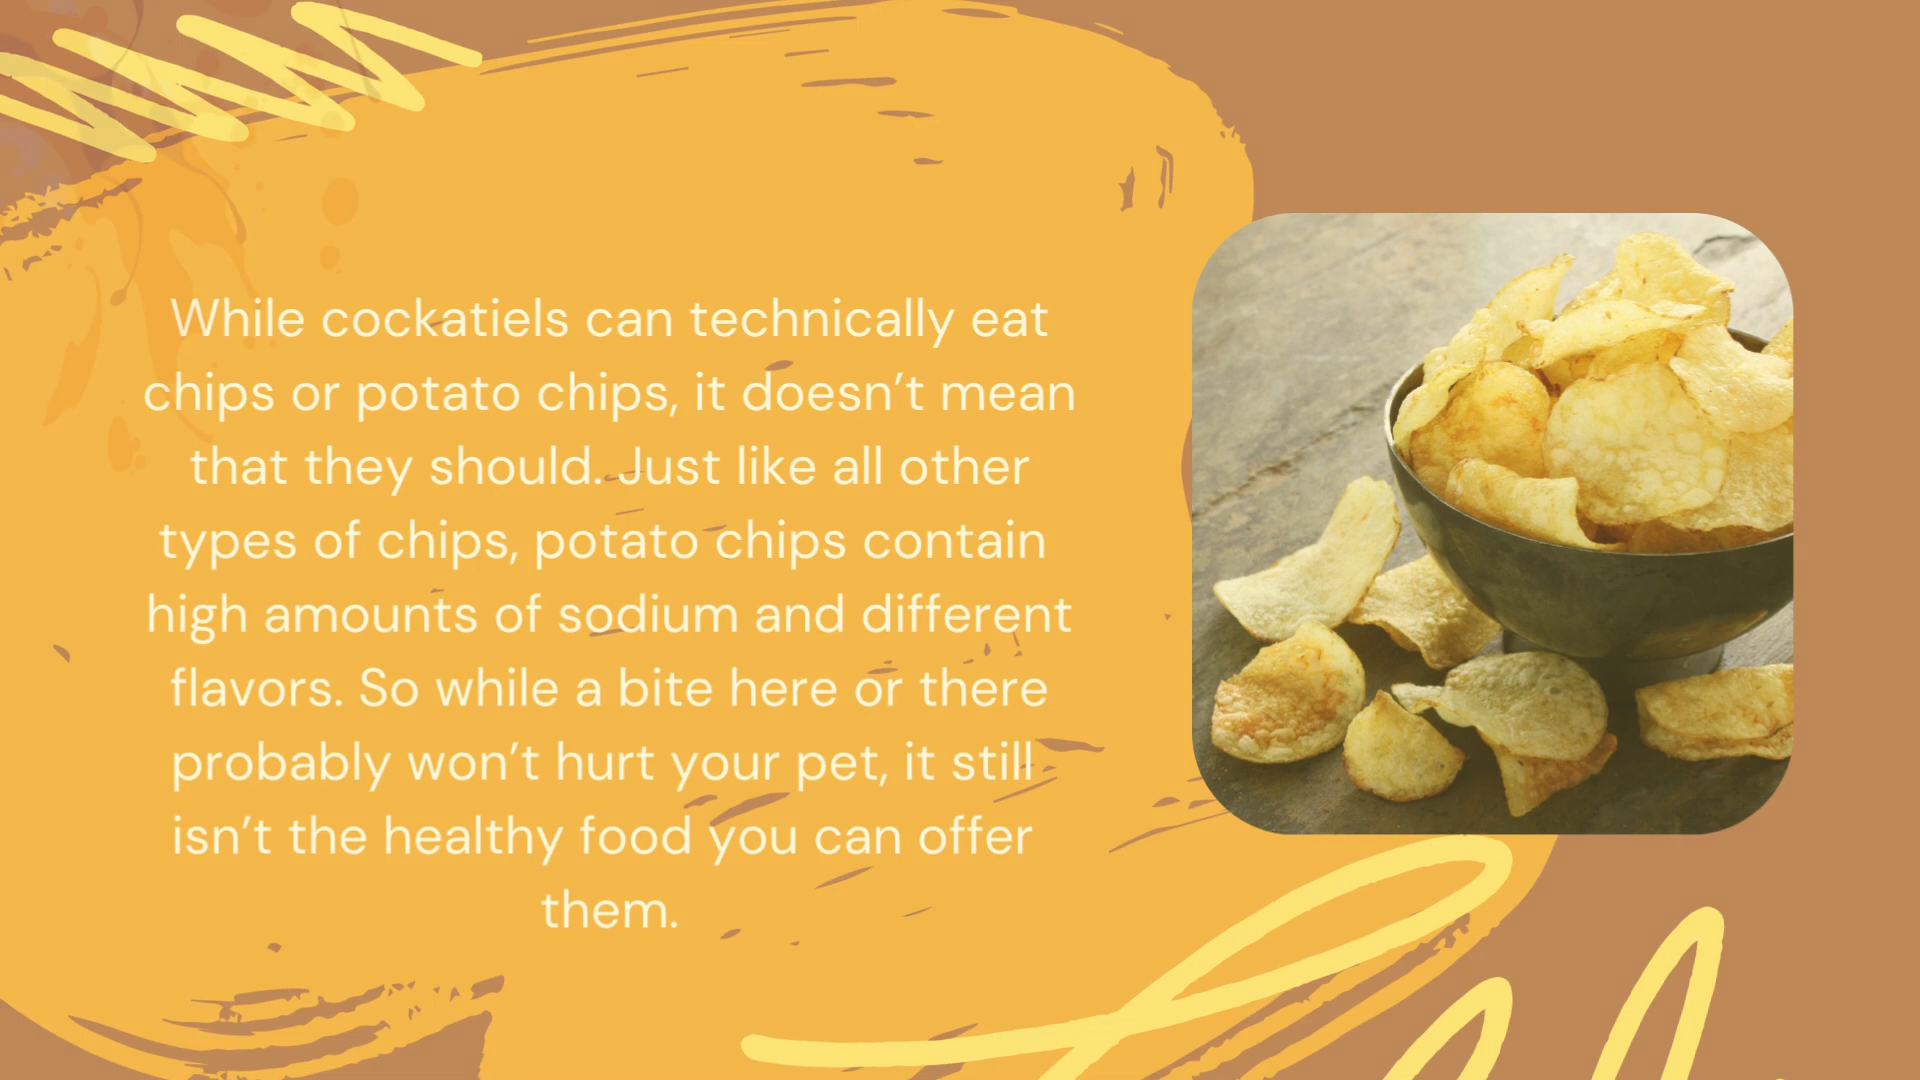 While cockatiels can technically eat
chips or potato chips, it doesn’t mean
that they should. Just like all other
types of chips, potato chips contain
high amounts of sodium and different
flavors. So while a bite here or there
probably won’t hurt your pet, it still
isn’t the healthy food you can offer
them.